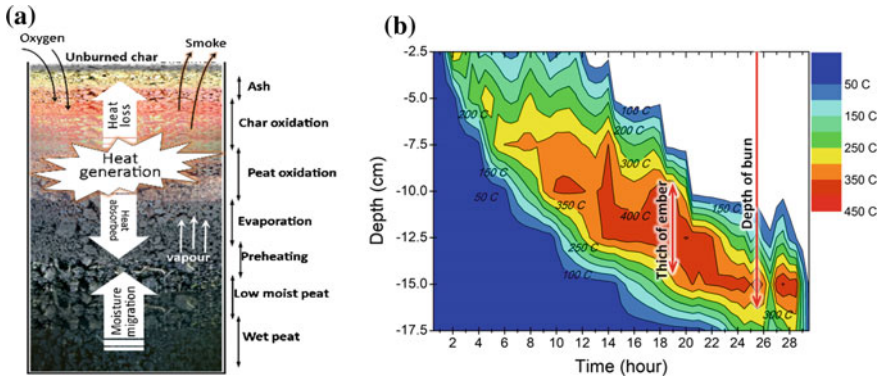 (a)
Oxygen
Smoke
Unburned char
Ash
Heat loss
Char oxidation
Heat generation
Peat oxidation
Heat absorbed
Evaporation
vapour
Preheating
Low moist peat
Moisture migration
Wet peat
(b)
Depth (cm)
-2.5
-5.0
-7.5
-10.0
-12.5
-15.0
-17.5
2 4 6 8 10 12 14 16 18 20 22 24 26 28
Time (hour)
200 C
150 C
50 C
100 C
200 C
300 C
350 C
400 C
250 C
100 C
150 C
300 C
Thich of ember
Depth of burn
50 C
150 C
250 C
350 C
450 C